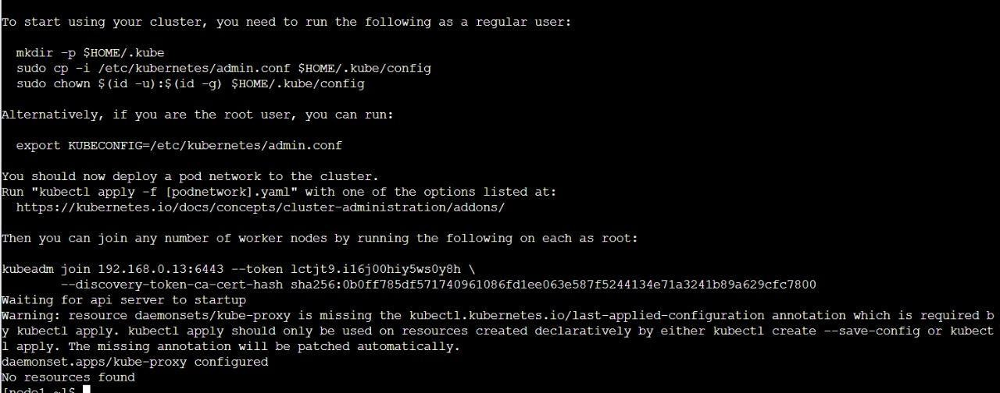 To start using your cluster, you need to run the following as a regular user:
  mkdir -p $HOME/.kube
  sudo cp -i /etc/kubernetes/admin.conf $HOME/.kube/config
  sudo chown $(id -u):$(id -g) $HOME/.kube/config
Alternatively, if you are the root user, you can run:
  export KUBECONFIG=/etc/kubernetes/admin.conf
You should now deploy a pod network to the cluster.
Run "kubectl apply -f [podnetwork].yaml" with one of the options listed at:
  https://kubernetes.io/docs/concepts/cluster-administration/addons/
Then you can join any number of worker nodes by running the following on each as root:
kubeadm join 192.168.0.13:6443 --token lctjt9.i16j00hiy5ws0y8h \
        --discovery-token-ca-cert-hash sha256:0b0ff785df571740961086fd1ee063e587f5244134e71a3241b89a629cfc7800
Waiting for api server to startup
Warning: resource daemonsets/kube-proxy is missing the kubectl.kubernetes.io/last-applied-configuration annotation which is required b
y kubectl apply. kubectl apply should only be used on resources created declaratively by either kubectl create --save-config or kubect
l apply. The missing annotation will be patched automatically.
daemonset.apps/kube-proxy configured
No resources found
[node1 ~]$